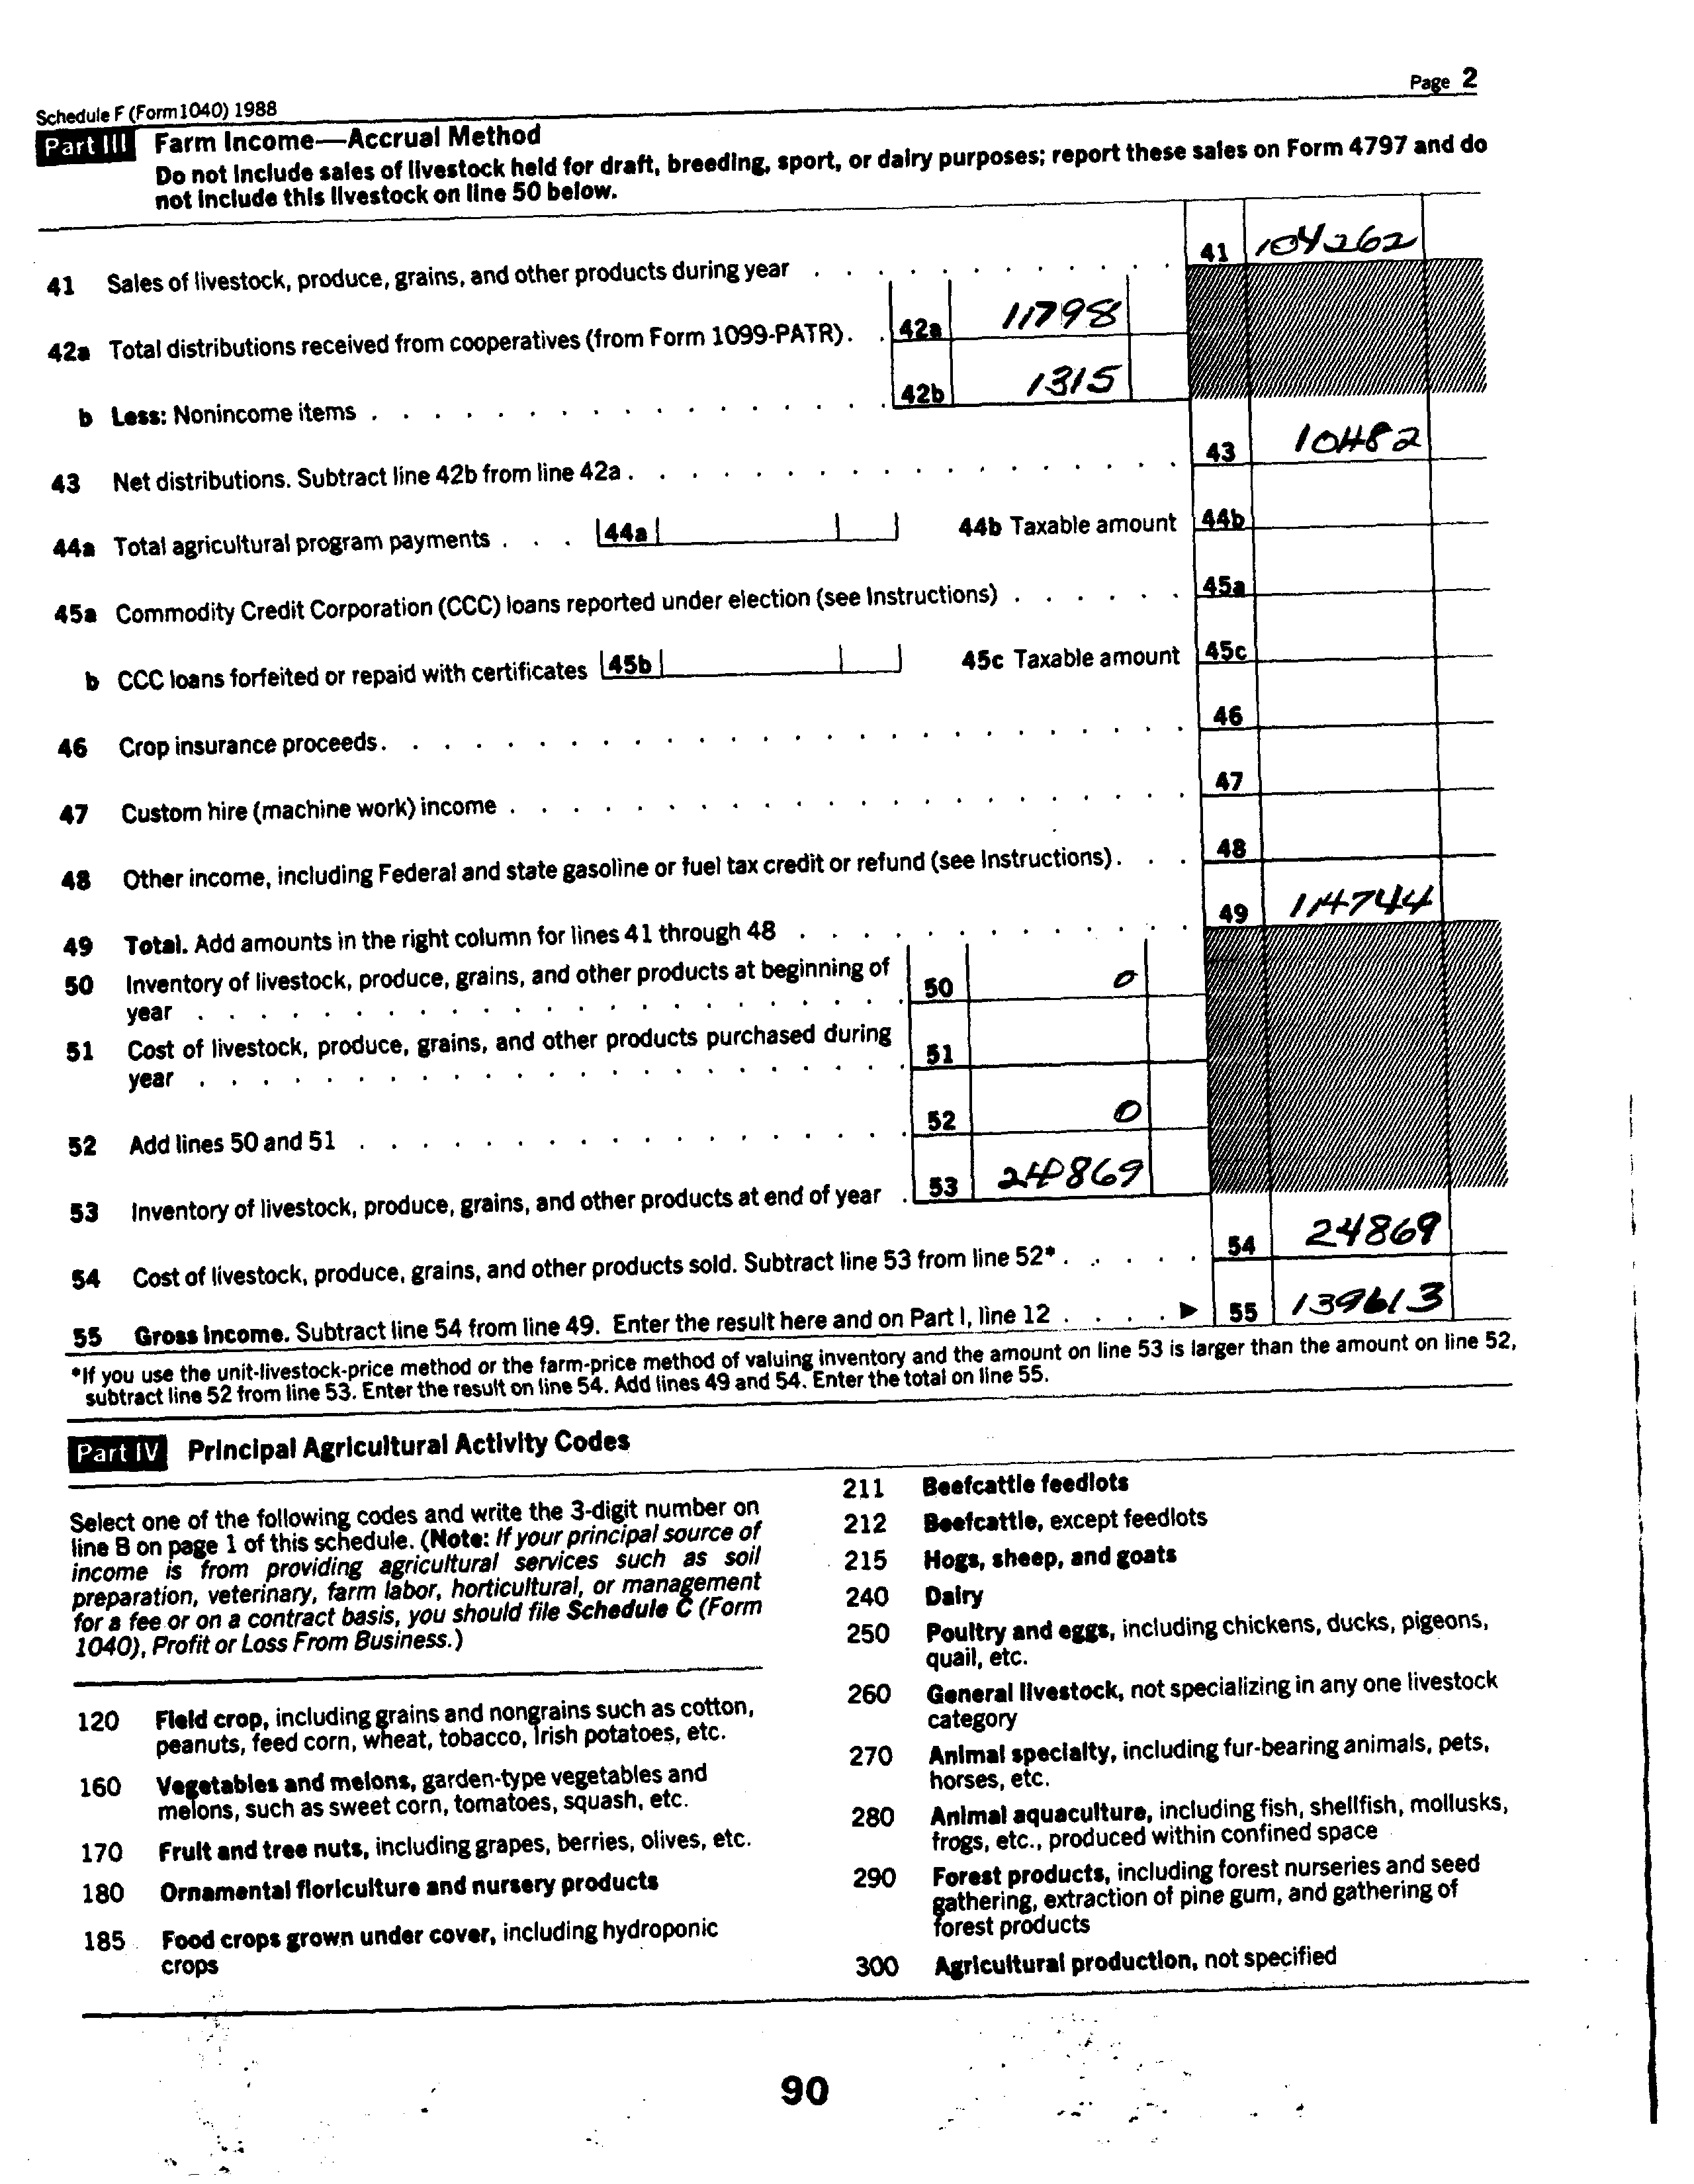 Schedule F (Form 1040) 1988
Page 2
Part III Farm Income—Accrual Method
Do not include sales of livestock held for draft, breeding, sport, or dairy purposes; report these sales on Form 4797 and do
not include this livestock on line 50 below.
41 Sales of livestock, produce, grains, and other products during year 41 104262
42a Total distributions received from cooperatives (from Form 1099-PATR). 42a 11798
b Less: Nonincome items 42b 1315
43 Net distributions. Subtract line 42b from line 42a 43 10482
44a Total agricultural program payments 44a 44b Taxable amount 44b
45a Commodity Credit Corporation (CCC) loans reported under election (see Instructions) 45a
b CCC loans forfeited or repaid with certificates 45b 45c Taxable amount 45c
46 Crop insurance proceeds 46
47 Custom hire (machine work) income 47
48 Other income, including Federal and state gasoline or fuel tax credit or refund (see Instructions). 48
49 Total. Add amounts in the right column for lines 41 through 48 49 114744
50 Inventory of livestock, produce, grains, and other products at beginning of
year 50 0
51 Cost of livestock, produce, grains, and other products purchased during
year 51
52 Add lines 50 and 51 52 0
53 Inventory of livestock, produce, grains, and other products at end of year 53 24869
54 Cost of livestock, produce, grains, and other products sold. Subtract line 53 from line 52* 54 24869
55 Gross income. Subtract line 54 from line 49. Enter the result here and on Part I, line 12 ▶ 55 139613
*If you use the unit-livestock-price method or the farm-price method of valuing inventory and the amount on line 53 is larger than the amount on line 52,
subtract line 52 from line 53. Enter the result on line 54. Add lines 49 and 54. Enter the total on line 55.
Part IV Principal Agricultural Activity Codes
Select one of the following codes and write the 3-digit number on
line B on page 1 of this schedule. (Note: If your principal source of
income is from providing agricultural services such as soil
preparation, veterinary, farm labor, horticultural, or management
for a fee or on a contract basis, you should file Schedule C (Form
1040), Profit or Loss From Business.)
120 Field crop, including grains and nongrains such as cotton,
peanuts, feed corn, wheat, tobacco, Irish potatoes, etc.
160 Vegetables and melons, garden-type vegetables and
melons, such as sweet corn, tomatoes, squash, etc.
170 Fruit and tree nuts, including grapes, berries, olives, etc.
180 Ornamental floriculture and nursery products
185 Food crops grown under cover, including hydroponic
crops
211 Beefcattle feedlots
212 Beefcattle, except feedlots
215 Hogs, sheep, and goats
240 Dairy
250 Poultry and eggs, including chickens, ducks, pigeons,
quail, etc.
260 General livestock, not specializing in any one livestock
category
270 Animal specialty, including fur-bearing animals, pets,
horses, etc.
280 Animal aquaculture, including fish, shellfish, mollusks,
frogs, etc., produced within confined space
290 Forest products, including forest nurseries and seed
gathering, extraction of pine gum, and gathering of
forest products
300 Agricultural production, not specified
90